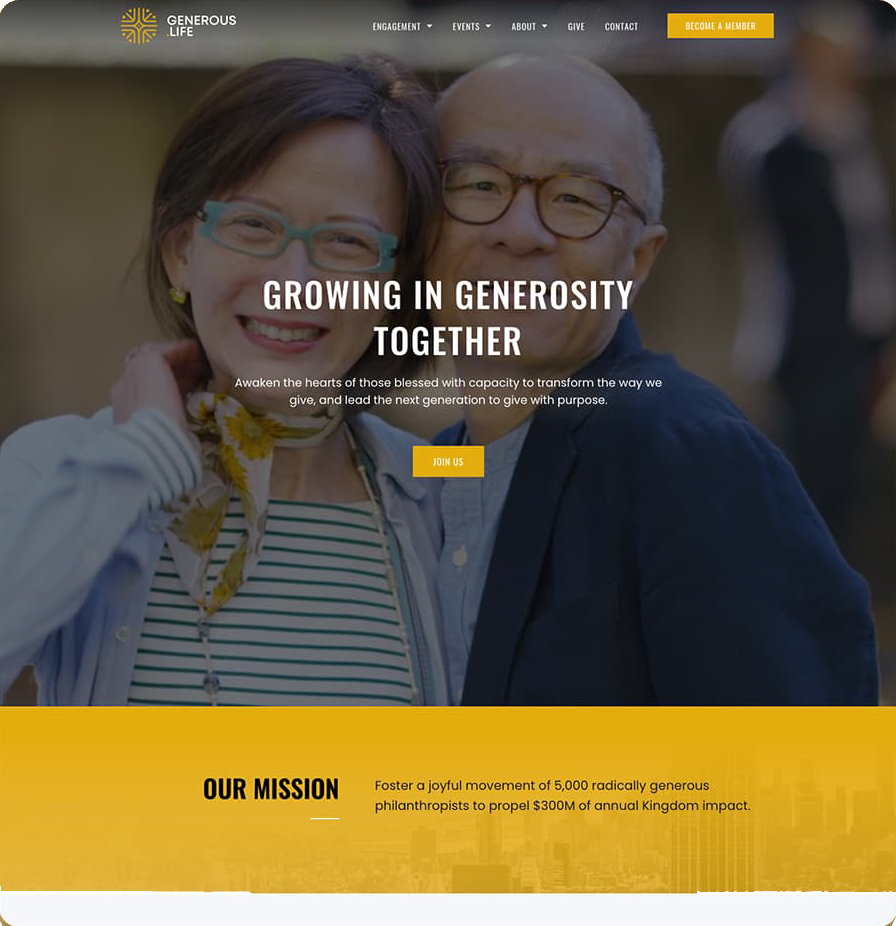 GENEROUS
.LIFE
ENGAGEMENT EVENTS ABOUT GIVE CONTACT BECOME A MEMBER
GROWING IN GENEROSITY
TOGETHER
Awaken the hearts of those blessed with capacity to transform the way we
give, and lead the next generation to give with purpose.
JOIN US
OUR MISSION
Foster a joyful movement of 5,000 radically generous
philanthropists to propel $300M of annual Kingdom impact.